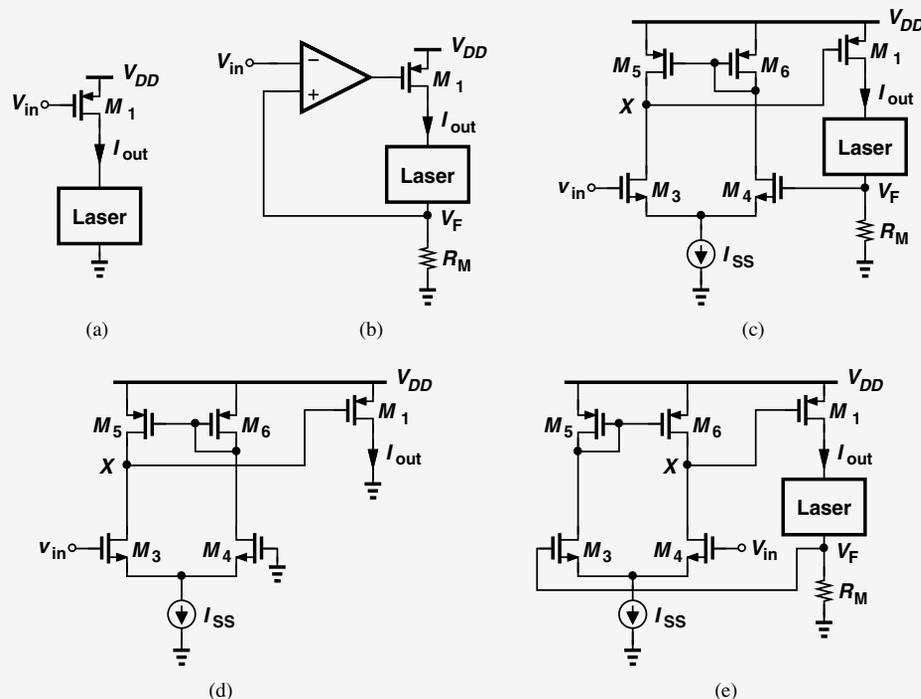 V_DD
V_in
M_1
I_out
Laser
(a)
V_in
−
+
V_DD
M_1
I_out
Laser
V_F
R_M
(b)
V_DD
M_5
M_6
M_1
X
I_out
Laser
v_in
M_3
M_4
V_F
R_M
I_SS
(c)
V_DD
M_5
M_6
M_1
X
I_out
v_in
M_3
M_4
I_SS
(d)
V_DD
M_5
M_6
M_1
X
I_out
Laser
M_3
M_4
V_in
V_F
R_M
I_SS
(e)